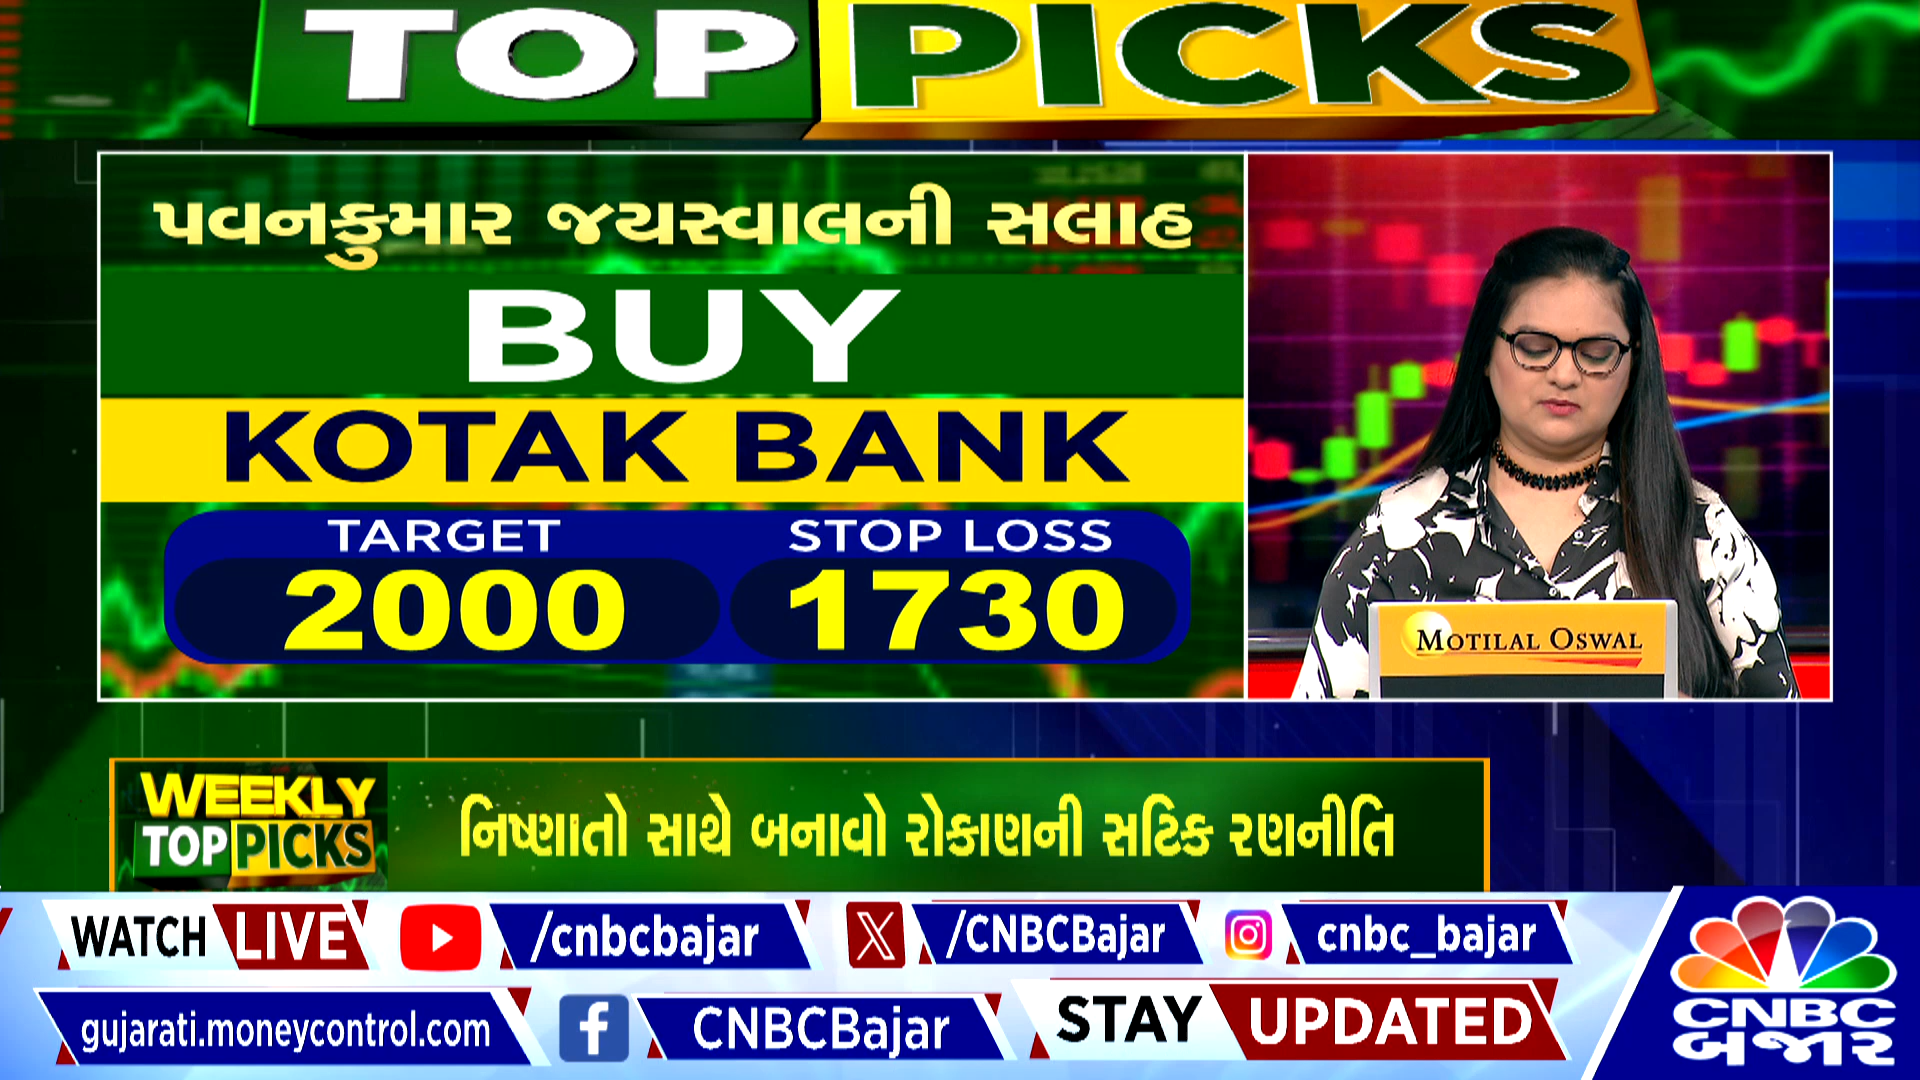 TOP PICKS
પવનકુમાર જયસ્વાલની સલાહ
BUY
KOTAK BANK
TARGET STOP LOSS
2000 1730
MOTILAL OSWAL
WEEKLY
TOP PICKS
નિષ્ણાતો સાથે બનાવો રોકાણની સટિક રણનીતિ
WATCH LIVE /cnbcbajar /CNBCBajar cnbc_bajar
gujarati.moneycontrol.com CNBCBajar STAY UPDATED
CNBC
બજાર